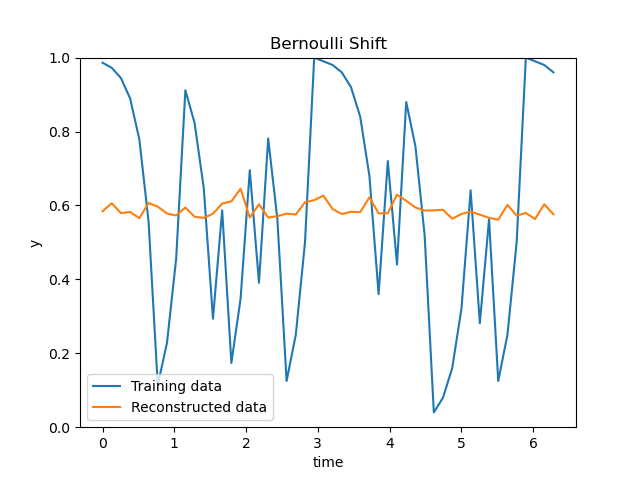 Bernoulli Shift
y
1.0
0.8
0.6
0.4
0.2
0.0
Training data
Reconstructed data
0 1 2 3 4 5 6
time